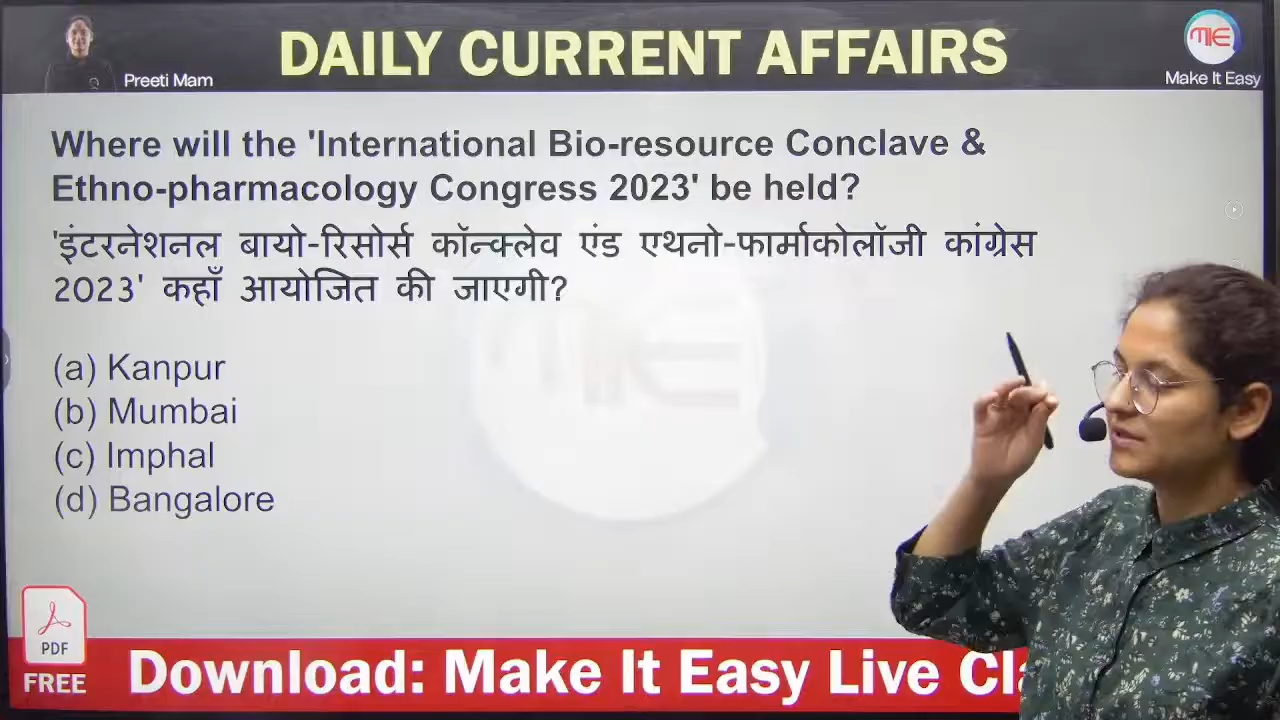 DAILY CURRENT AFFAIRS
Preeti Mam
Make It Easy
Where will the 'International Bio-resource Conclave &
Ethno-pharmacology Congress 2023' be held?
'इंटरनेशनल बायो-रिसोर्स कॉन्क्लेव एंड एथनो-फार्माकोलॉजी कांग्रेस
2023' कहाँ आयोजित की जाएगी?
(a) Kanpur
(b) Mumbai
(c) Imphal
(d) Bangalore
PDF
FREE
Download: Make It Easy Live Cla